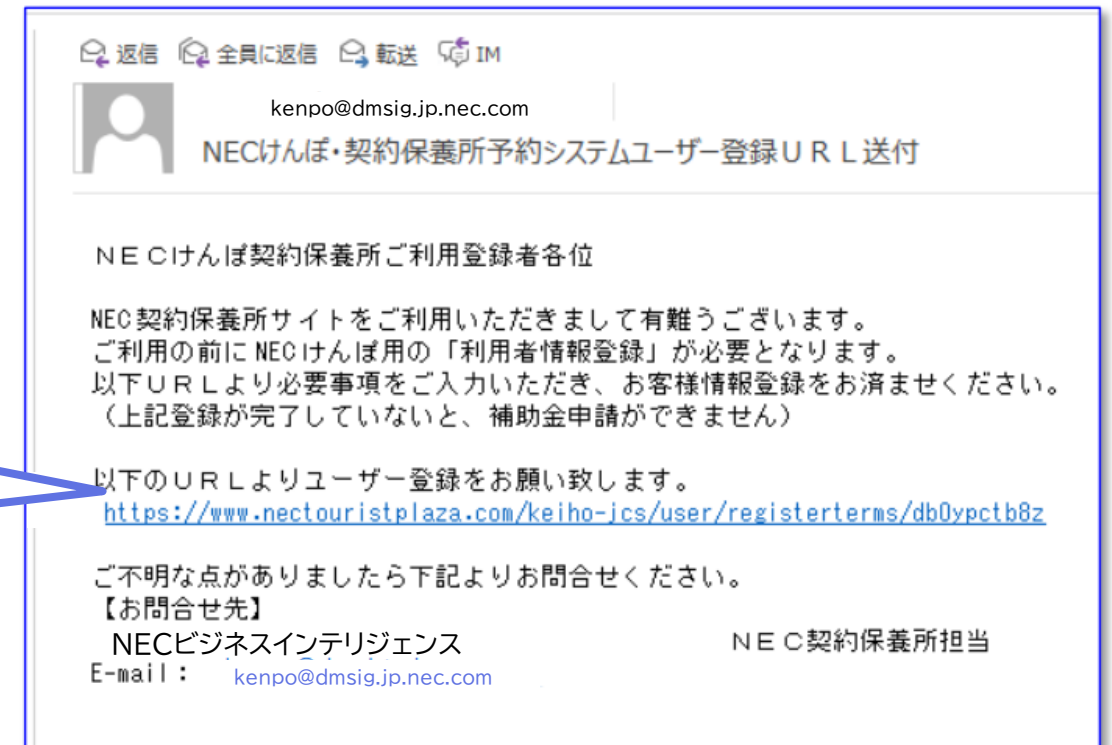 返信 全員に返信 転送 IM
kenpo@dmsig.jp.nec.com
NECけんぽ・契約保養所予約システムユーザー登録ＵＲＬ送付
ＮＥＣけんぽ契約保養所ご利用登録者各位
NEC契約保養所サイトをご利用いただきまして有難うございます。
ご利用の前にNECけんぽ用の「利用者情報登録」が必要となります。
以下ＵＲＬより必要事項をご入力いただき、お客様情報登録をお済ませください。
（上記登録が完了していないと、補助金申請ができません）
以下のＵＲＬよりユーザー登録をお願い致します。
https://www.nectouristplaza.com/keiho-jcs/user/registerterms/db0ypctb8z
ご不明な点がありましたら下記よりお問合せください。
【お問合せ先】
NECビジネスインテリジェンス ＮＥＣ契約保養所担当
E-mail： kenpo@dmsig.jp.nec.com